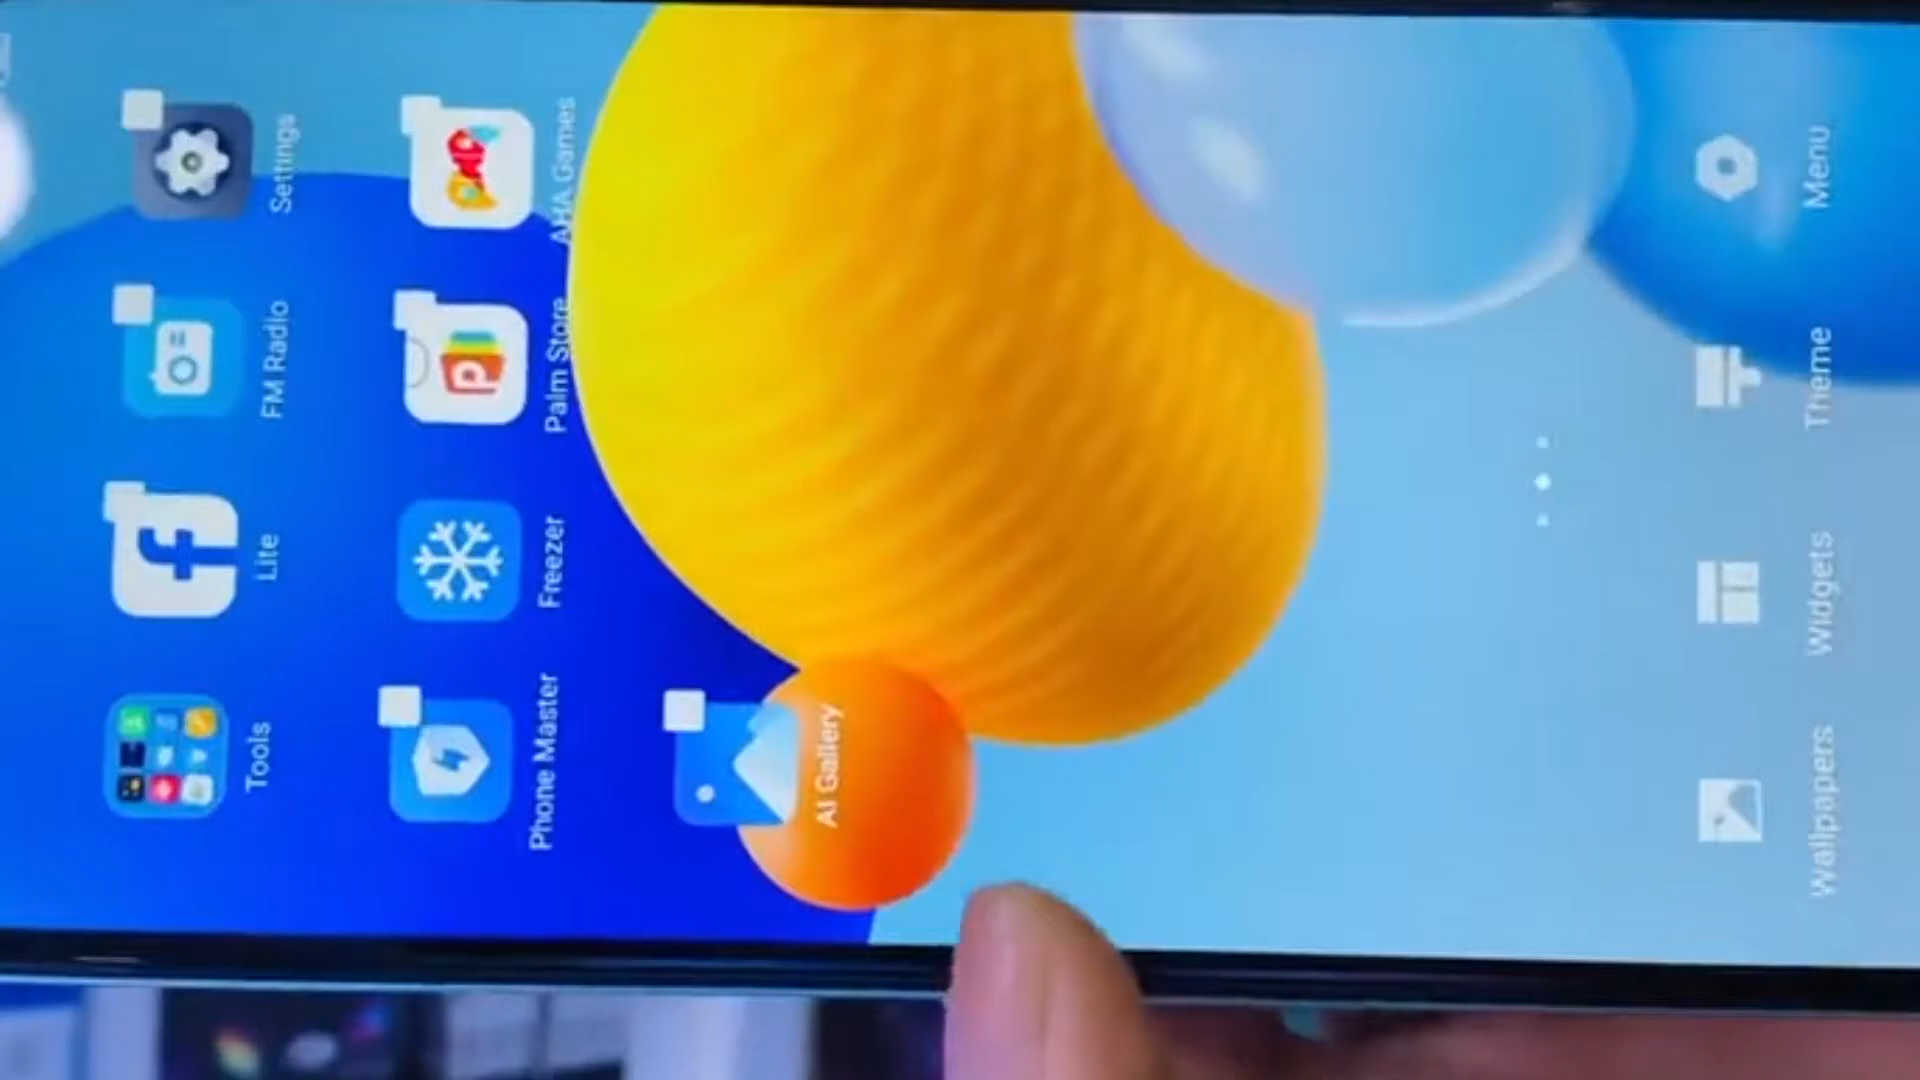 Tools
Lite
FM Radio
Settings
Phone Master
Freezer
Palm Store
AHA Games
AI Gallery
Wallpapers
Widgets
Theme
Menu